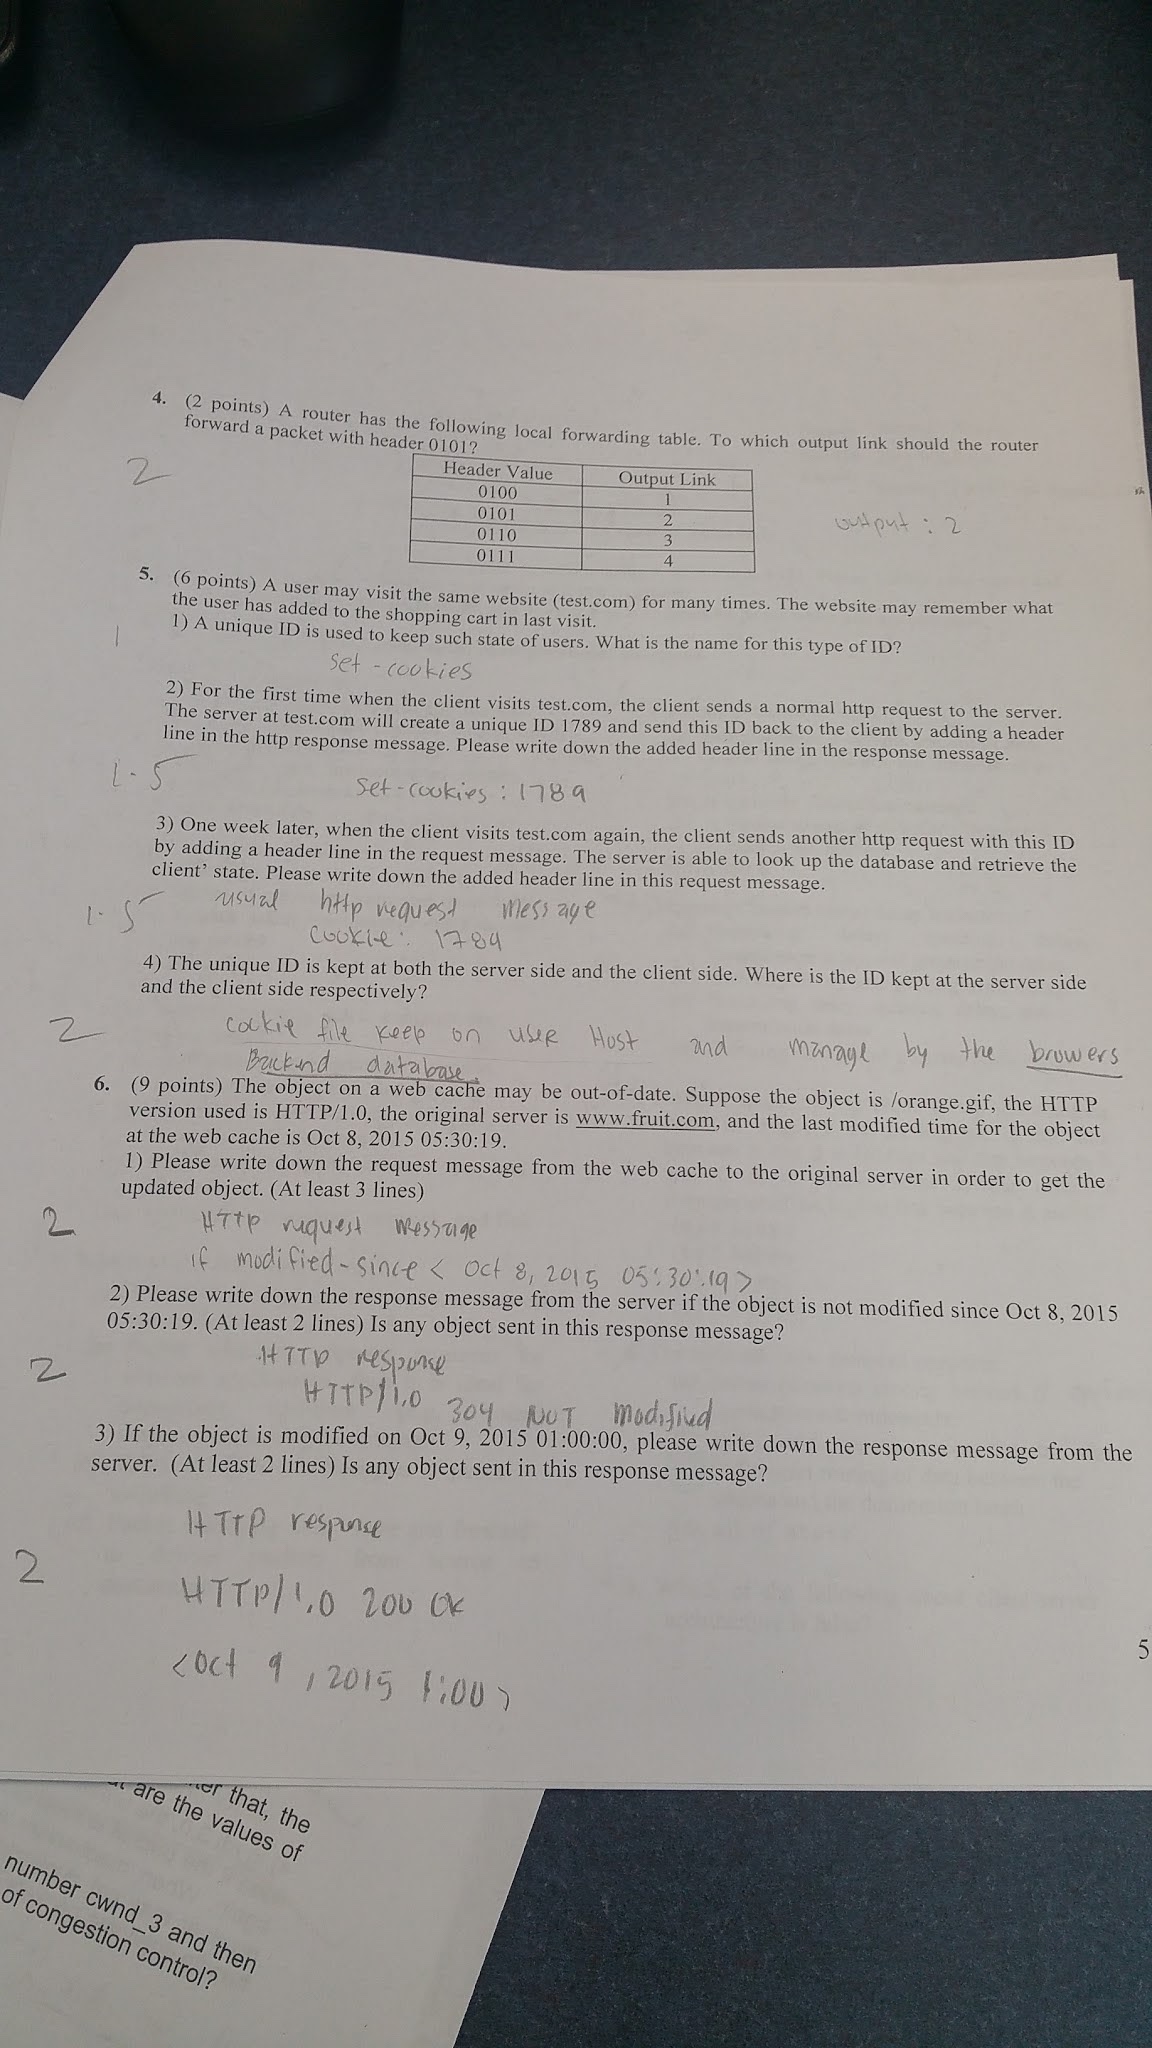 4. (2 points) A router has the following local forwarding table. To which output link should the router
forward a packet with header 0101?
2
Header Value Output Link
0100 1
0101 2
0110 3
0111 4
output : 2
5. (6 points) A user may visit the same website (test.com) for many times. The website may remember what
the user has added to the shopping cart in last visit.
1) A unique ID is used to keep such state of users. What is the name for this type of ID?
1
set - cookies
2) For the first time when the client visits test.com, the client sends a normal http request to the server.
The server at test.com will create a unique ID 1789 and send this ID back to the client by adding a header
line in the http response message. Please write down the added header line in the response message.
1.5
set - cookies : 1789
3) One week later, when the client visits test.com again, the client sends another http request with this ID
by adding a header line in the request message. The server is able to look up the database and retrieve the
client' state. Please write down the added header line in this request message.
1.5
usual http request message
cookie: 1789
4) The unique ID is kept at both the server side and the client side. Where is the ID kept at the server side
and the client side respectively?
2
cookie file keep on user Host and manage by the browers
Backend database.
6. (9 points) The object on a web cache may be out-of-date. Suppose the object is /orange.gif, the HTTP
version used is HTTP/1.0, the original server is www.fruit.com, and the last modified time for the object
at the web cache is Oct 8, 2015 05:30:19.
1) Please write down the request message from the web cache to the original server in order to get the
updated object. (At least 3 lines)
2
HTTP request message
if modified-since < Oct 8, 2015 05:30:19 >
2) Please write down the response message from the server if the object is not modified since Oct 8, 2015
05:30:19. (At least 2 lines) Is any object sent in this response message?
2
HTTP response
HTTP/1.0 304 NOT Modified
3) If the object is modified on Oct 9, 2015 01:00:00, please write down the response message from the
server. (At least 2 lines) Is any object sent in this response message?
HTTP response
2
HTTP/1.0 200 OK
<Oct 9, 2015 1:00>
5
that, the
are the values of
number cwnd_3 and then
of congestion control?